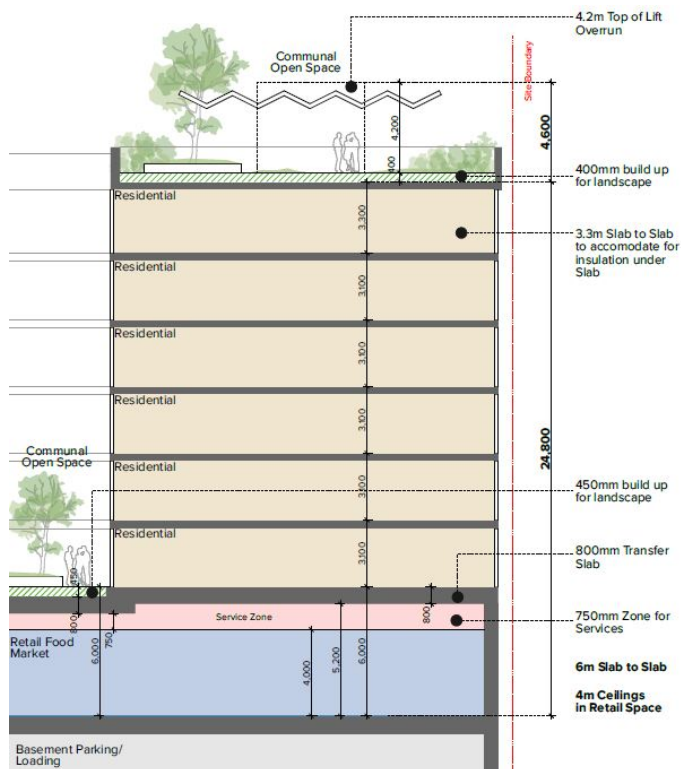 4.2m Top of Lift
Overrun
Communal
Open Space
Site Boundary
4,200
4,600
400
400mm build up
for landscape
Residential
3,300
3.3m Slab to Slab
to accomodate for
insulation under
Slab
Residential
3,100
Residential
3,100
Residential
3,100
24,800
Communal
Open Space
Residential
3,100
450mm build up
for landscape
Residential
3,100
450
800mm Transfer
Slab
800
Service Zone
800
750
750mm Zone for
Services
Retail Food
Market
6,000
4,000
5,200
6,000
6m Slab to Slab
4m Ceilings
in Retail Space
Basement Parking/
Loading